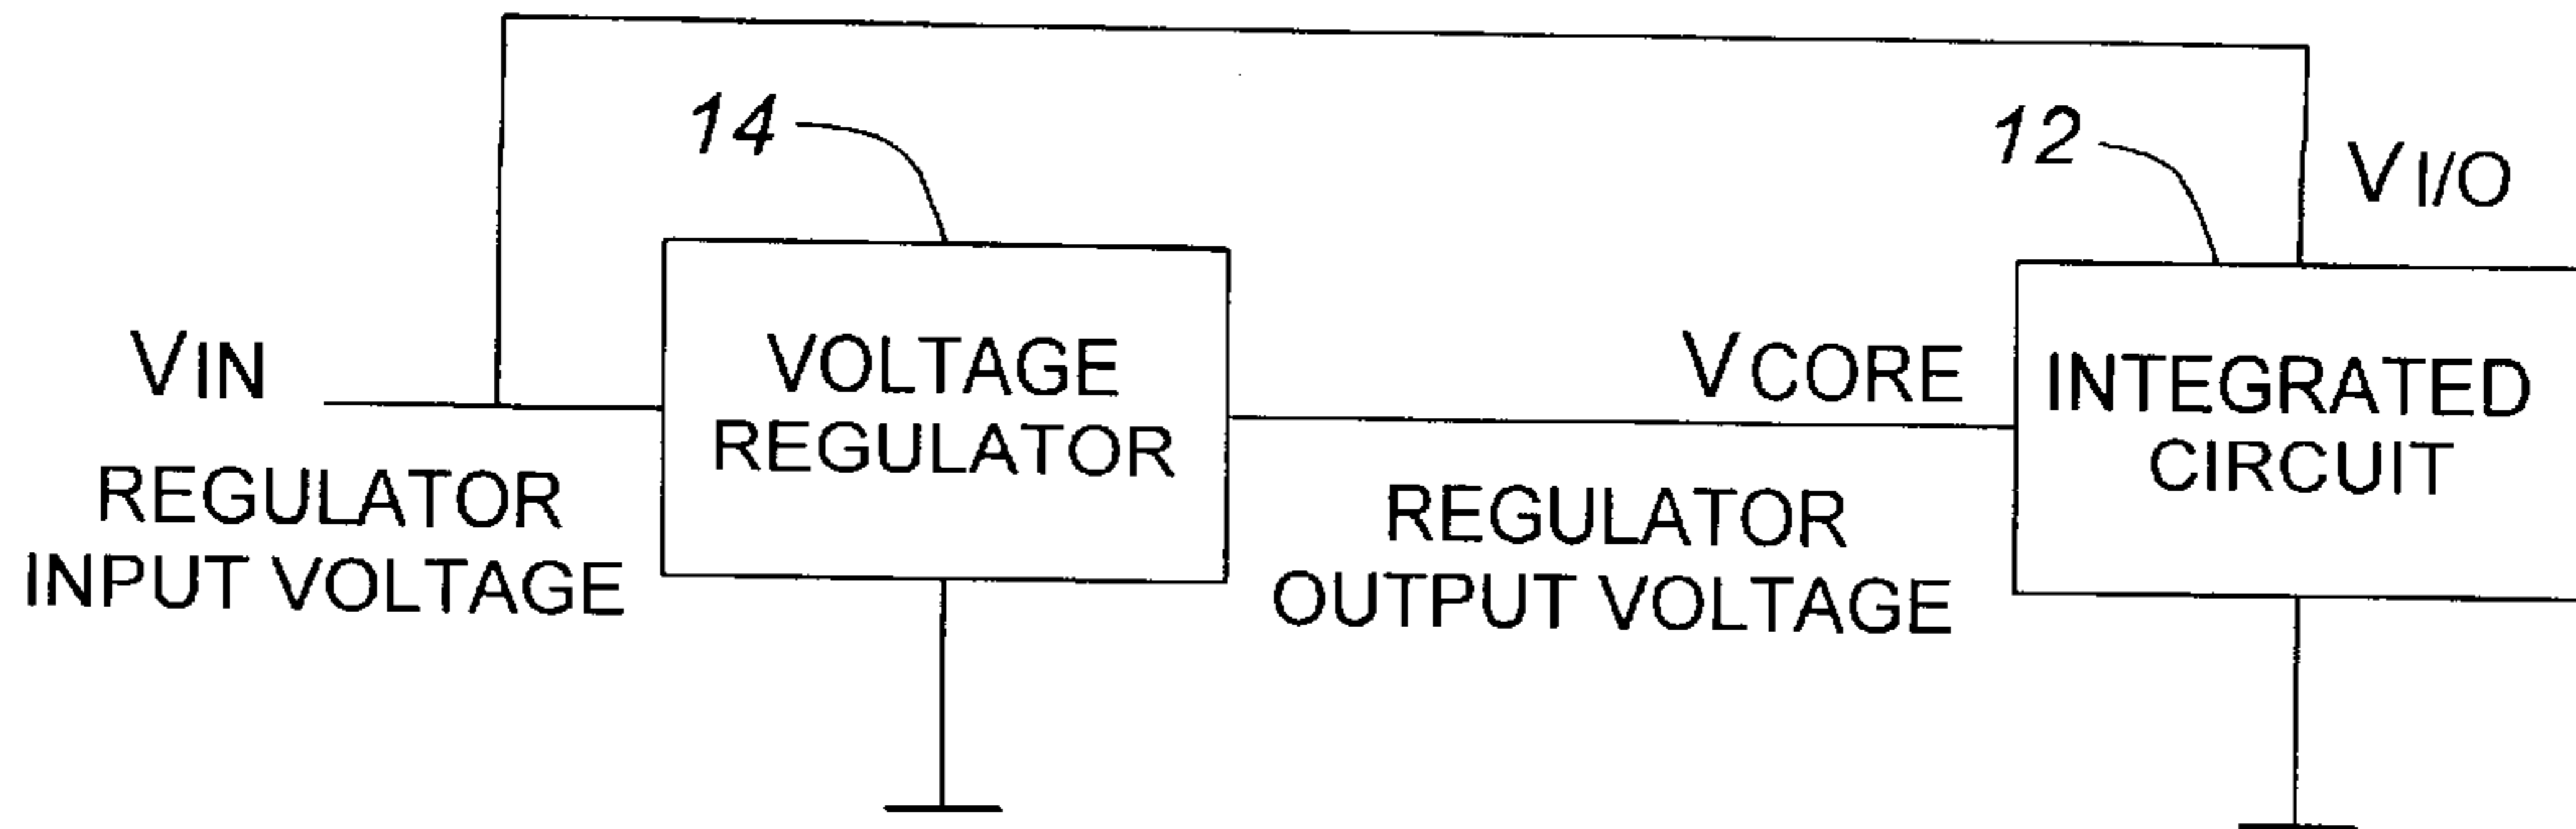 14
12
VI/O
VIN
VOLTAGE
REGULATOR
VCORE
INTEGRATED
CIRCUIT
REGULATOR
INPUT VOLTAGE
REGULATOR
OUTPUT VOLTAGE